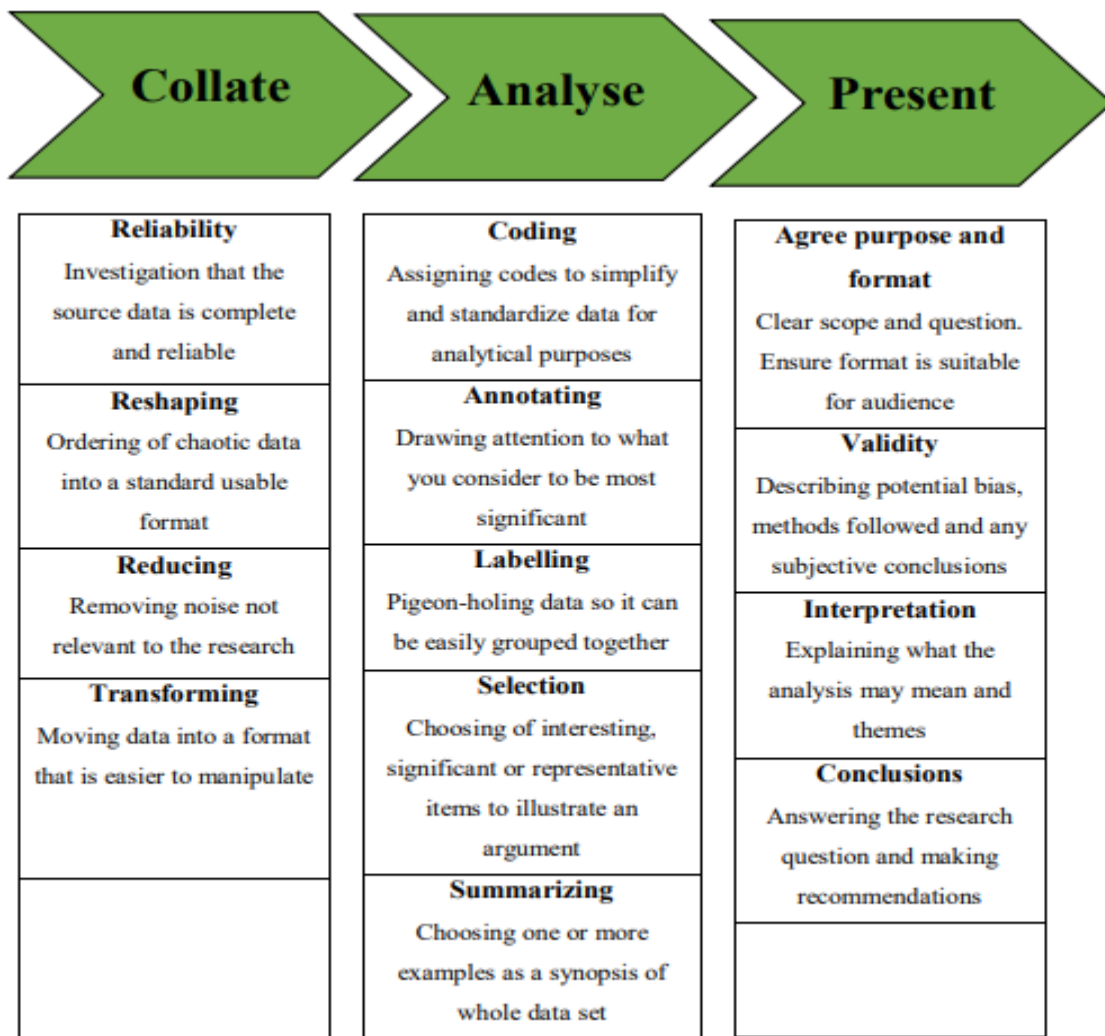 Collate
Analyse
Present
Reliability
Investigation that the
source data is complete
and reliable
Reshaping
Ordering of chaotic data
into a standard usable
format
Reducing
Removing noise not
relevant to the research
Transforming
Moving data into a format
that is easier to manipulate
Coding
Assigning codes to simplify
and standardize data for
analytical purposes
Annotating
Drawing attention to what
you consider to be most
significant
Labelling
Pigeon-holing data so it can
be easily grouped together
Selection
Choosing of interesting,
significant or representative
items to illustrate an
argument
Summarizing
Choosing one or more
examples as a synopsis of
whole data set
Agree purpose and
format
Clear scope and question.
Ensure format is suitable
for audience
Validity
Describing potential bias,
methods followed and any
subjective conclusions
Interpretation
Explaining what the
analysis may mean and
themes
Conclusions
Answering the research
question and making
recommendations